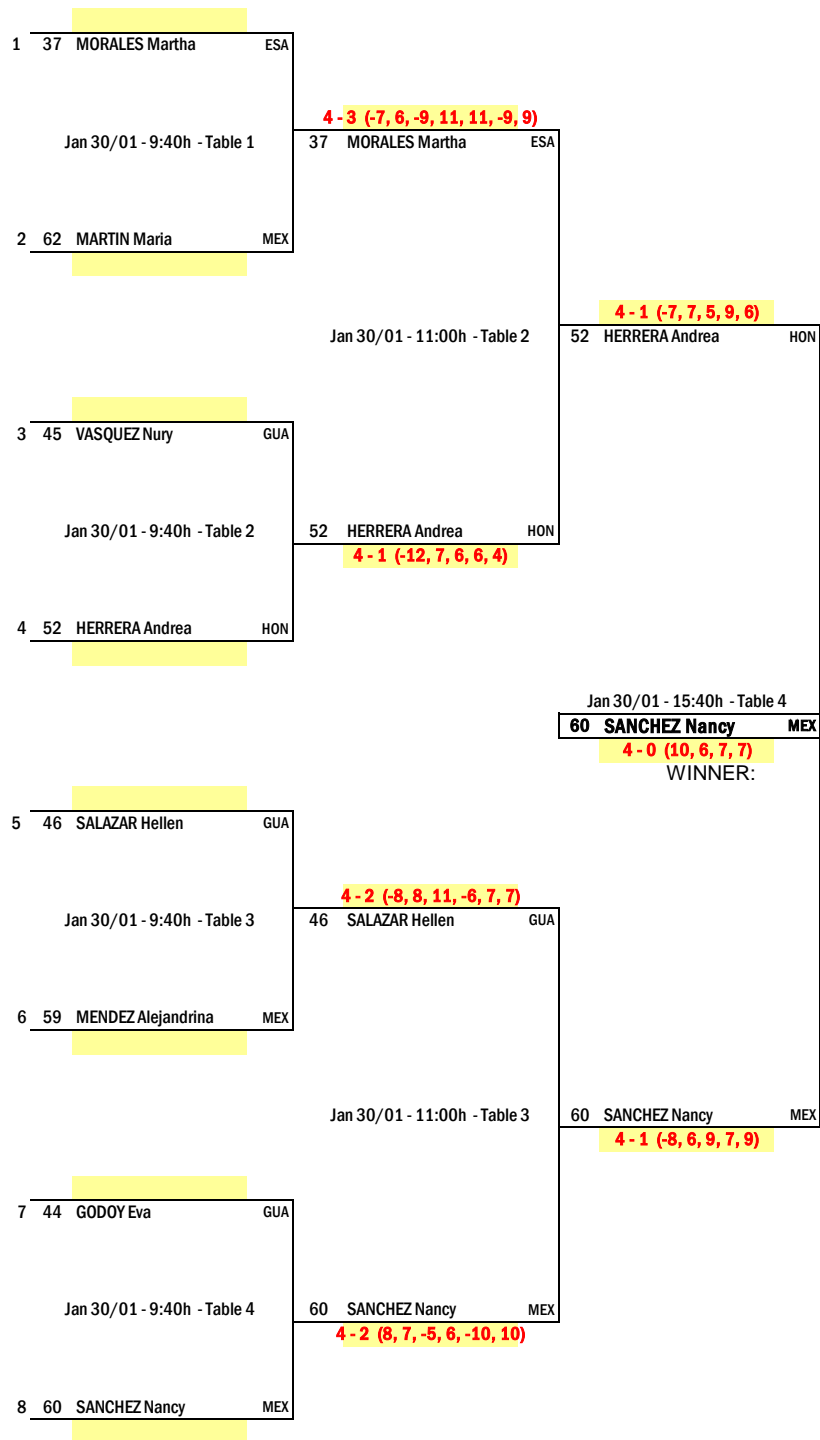 1 37 MORALES Martha ESA
4 - 3 (-7, 6, -9, 11, 11, -9, 9)
Jan 30/01 - 9:40h - Table 1 37 MORALES Martha ESA
2 62 MARTIN Maria MEX
4 - 1 (-7, 7, 5, 9, 6)
Jan 30/01 - 11:00h - Table 2 52 HERRERA Andrea HON
3 45 VASQUEZ Nury GUA
Jan 30/01 - 9:40h - Table 2 52 HERRERA Andrea HON
4 - 1 (-12, 7, 6, 6, 4)
4 52 HERRERA Andrea HON
Jan 30/01 - 15:40h - Table 4
60 SANCHEZ Nancy MEX
4 - 0 (10, 6, 7, 7)
WINNER:
5 46 SALAZAR Hellen GUA
4 - 2 (-8, 8, 11, -6, 7, 7)
Jan 30/01 - 9:40h - Table 3 46 SALAZAR Hellen GUA
6 59 MENDEZ Alejandrina MEX
Jan 30/01 - 11:00h - Table 3 60 SANCHEZ Nancy MEX
4 - 1 (-8, 6, 9, 7, 9)
7 44 GODOY Eva GUA
Jan 30/01 - 9:40h - Table 4 60 SANCHEZ Nancy MEX
4 - 2 (8, 7, -5, 6, -10, 10)
8 60 SANCHEZ Nancy MEX